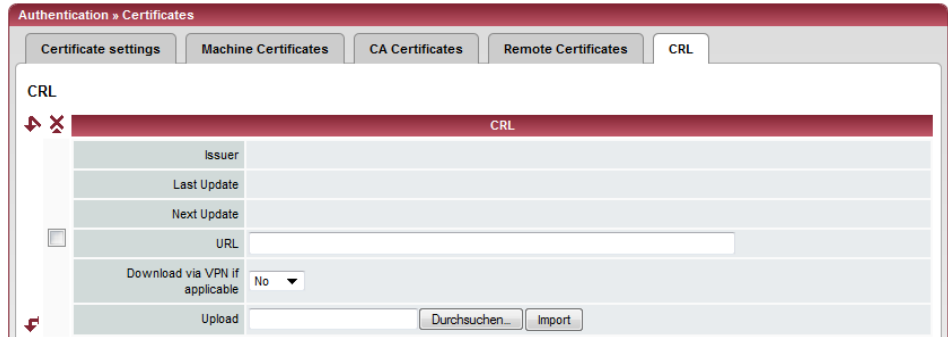 Authentication » Certificates
Certificate settings
Machine Certificates
CA Certificates
Remote Certificates
CRL
CRL
CRL
Issuer
Last Update
Next Update
URL
Download via VPN if
applicable
No
Upload
Durchsuchen...
Import